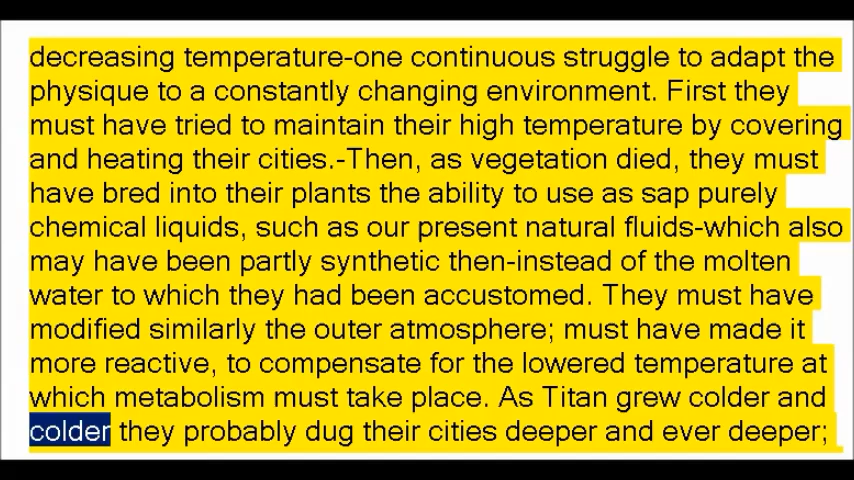 decreasing temperature-one continuous struggle to adapt the
physique to a constantly changing environment. First they
must have tried to maintain their high temperature by covering
and heating their cities.-Then, as vegetation died, they must
have bred into their plants the ability to use as sap purely
chemical liquids, such as our present natural fluids-which also
may have been partly synthetic then-instead of the molten
water to which they had been accustomed. They must have
modified similarly the outer atmosphere; must have made it
more reactive, to compensate for the lowered temperature at
which metabolism must take place. As Titan grew colder and
colder they probably dug their cities deeper and ever deeper;